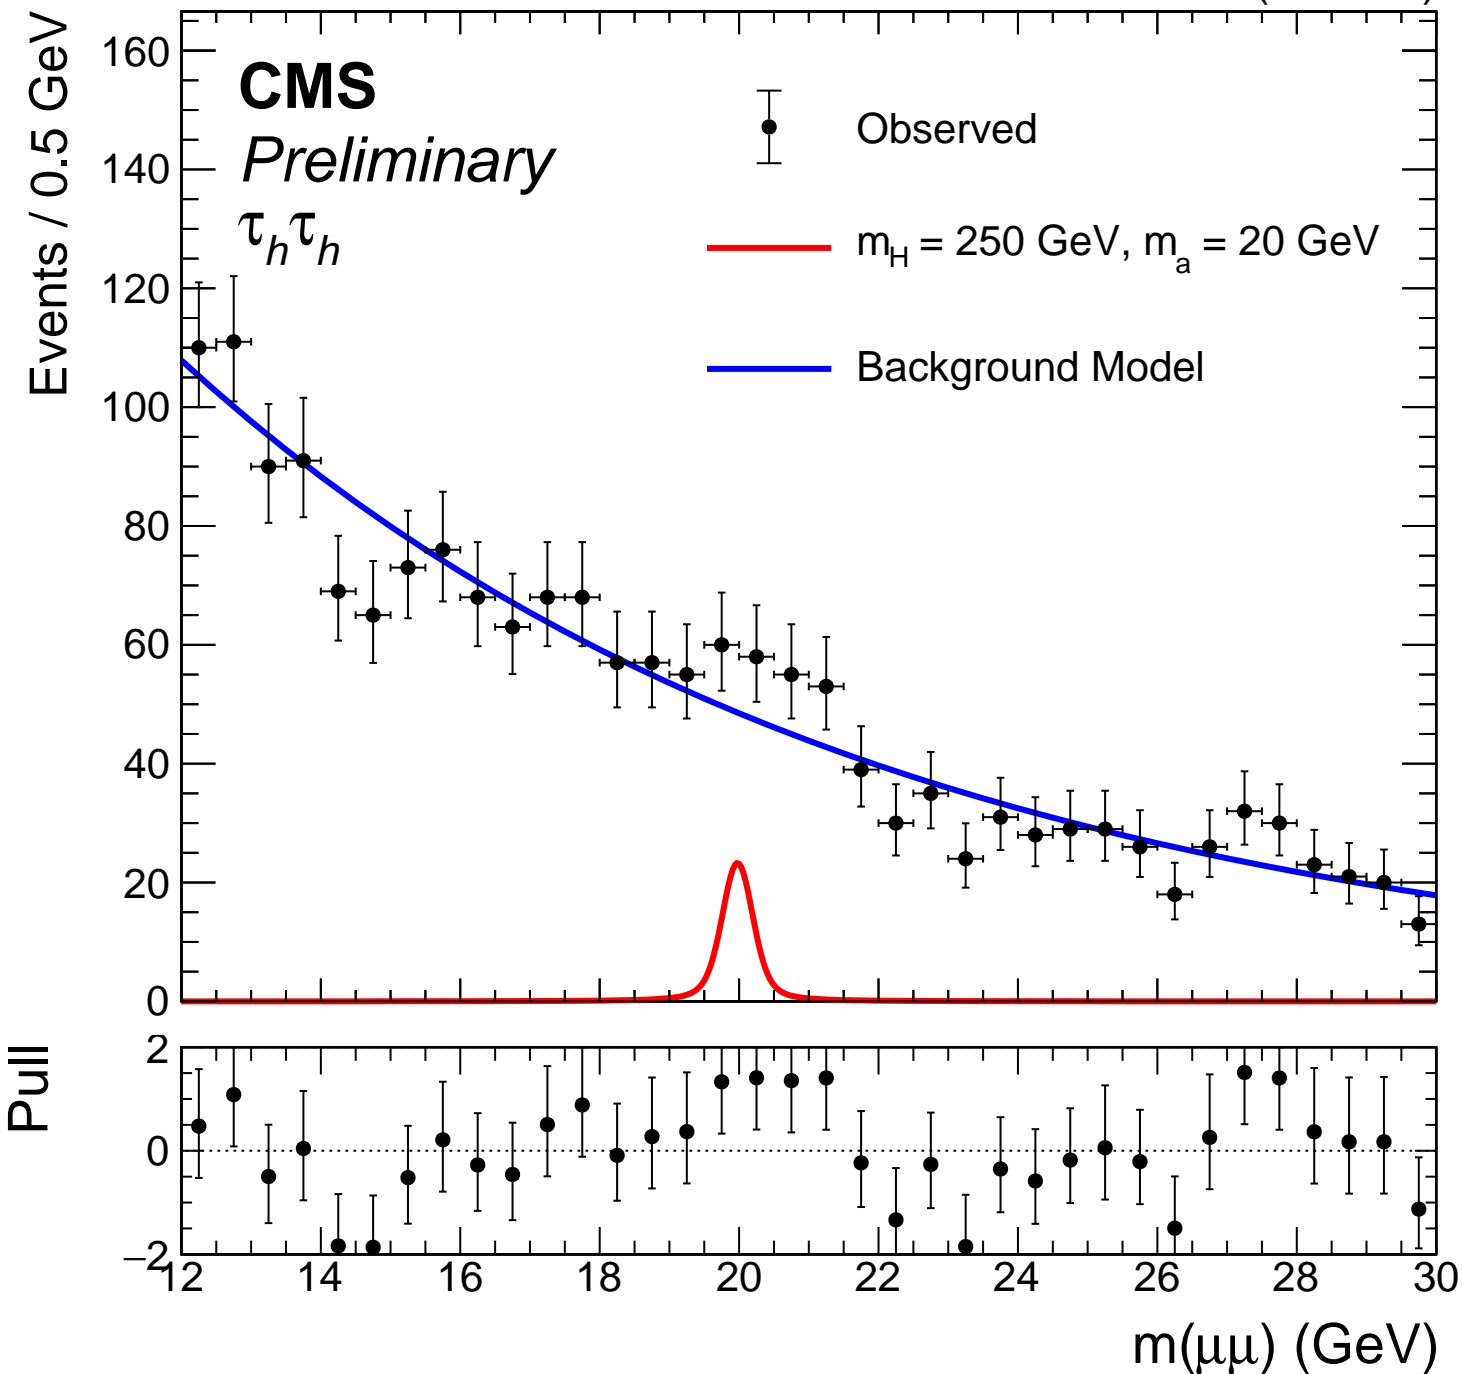 Events / 0.5 GeV
CMS
Preliminary
τhτh
Observed
mH = 250 GeV, ma = 20 GeV
Background Model
160
140
120
100
80
60
40
20
0
Pull
2
0
−2
12 14 16 18 20 22 24 26 28 30
m(μμ) (GeV)